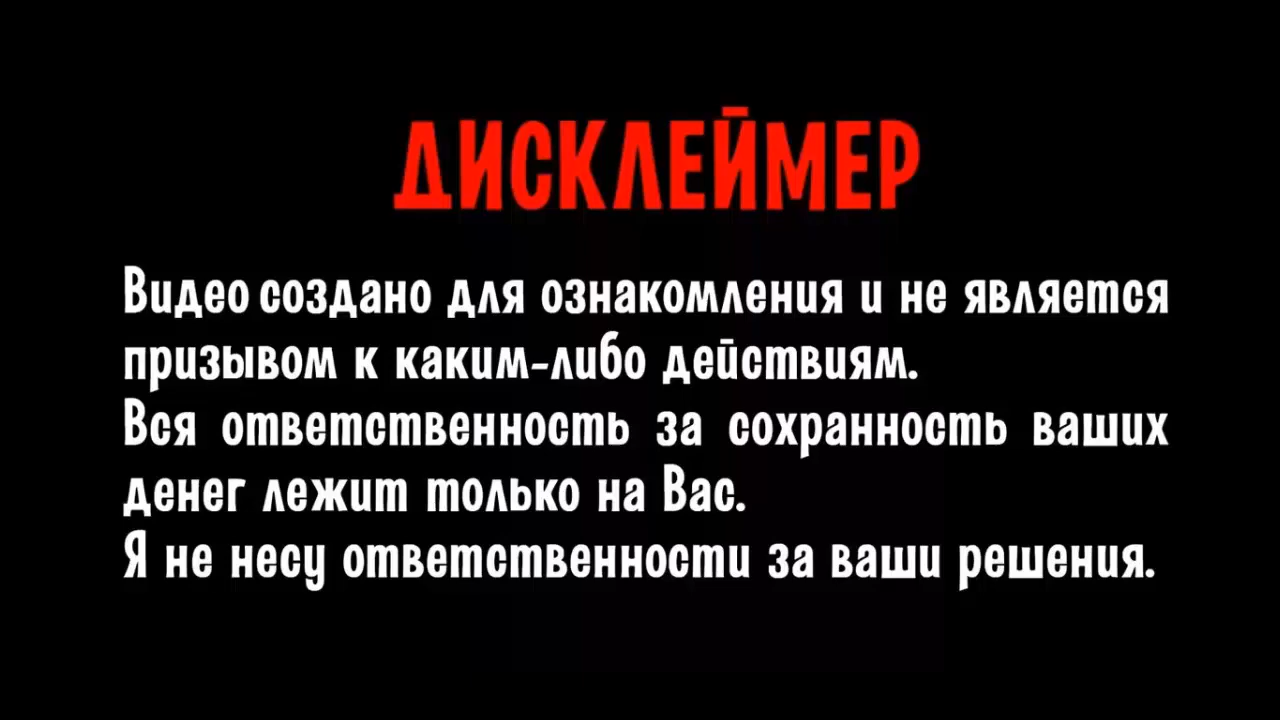 ДИСКЛЕЙМЕР
Видео создано для ознакомления и не является
призывом к каким-либо действиям.
Вся ответственность за сохранность ваших
денег лежит только на Вас.
Я не несу ответственности за ваши решения.